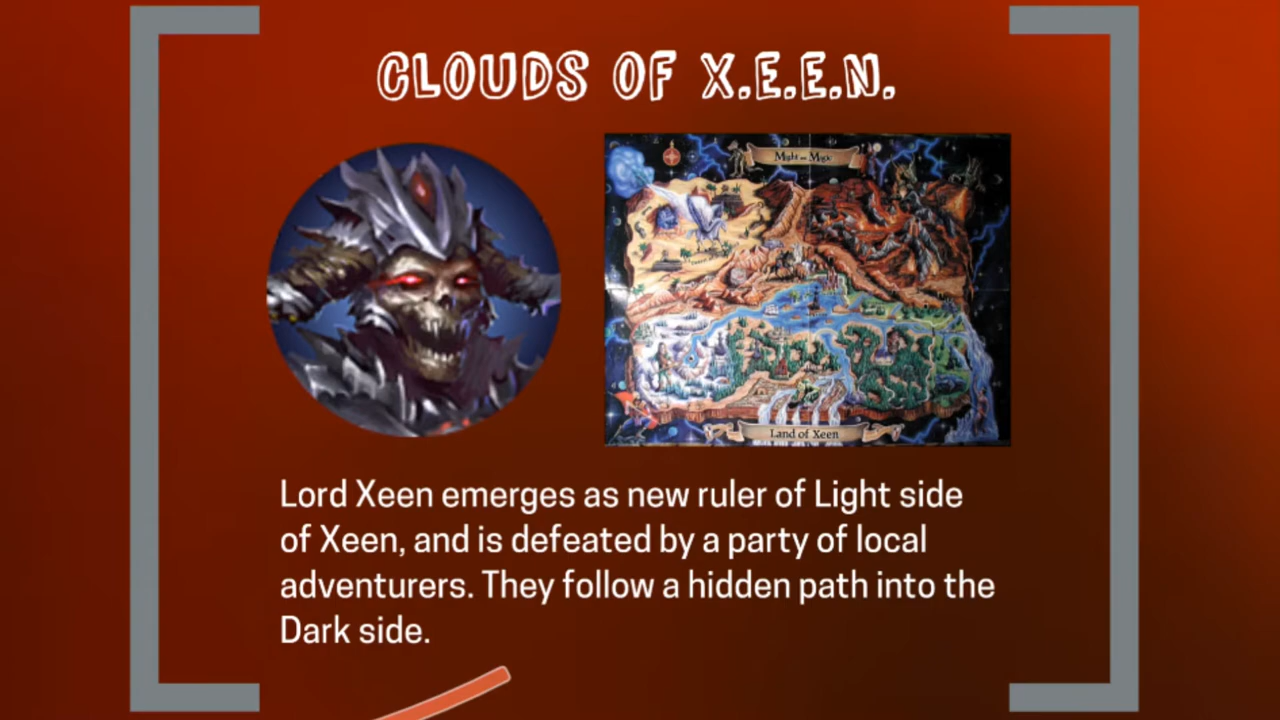 CLOUDS OF X.E.E.N.
Might and Magic
Land of Xeen
Lord Xeen emerges as new ruler of Light side
of Xeen, and is defeated by a party of local
adventurers. They follow a hidden path into the
Dark side.